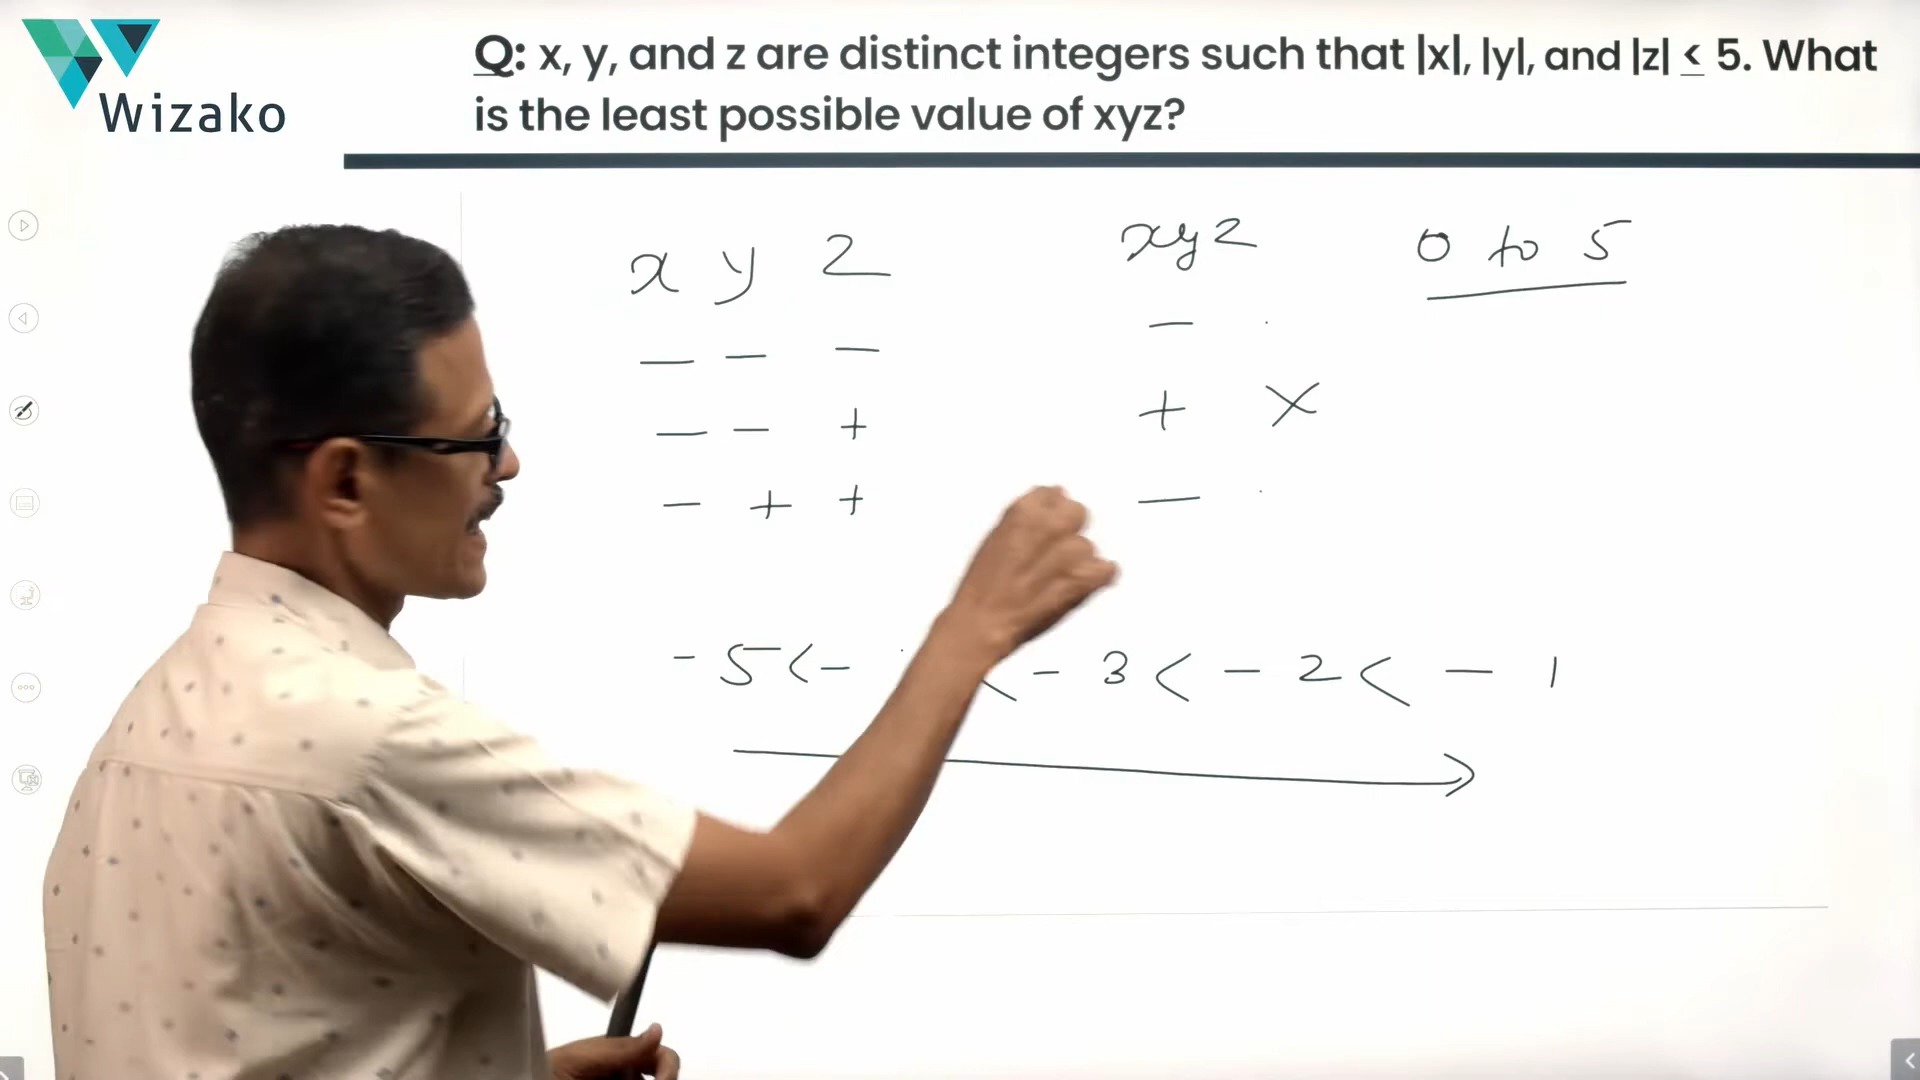 Wizako
Q: x, y, and z are distinct integers such that |x|, |y|, and |z| ≤ 5. What
is the least possible value of xyz?
x y z xyz 0 to 5
— — — —
— — + + ×
— + + —
-5<- <-3<-2<-1